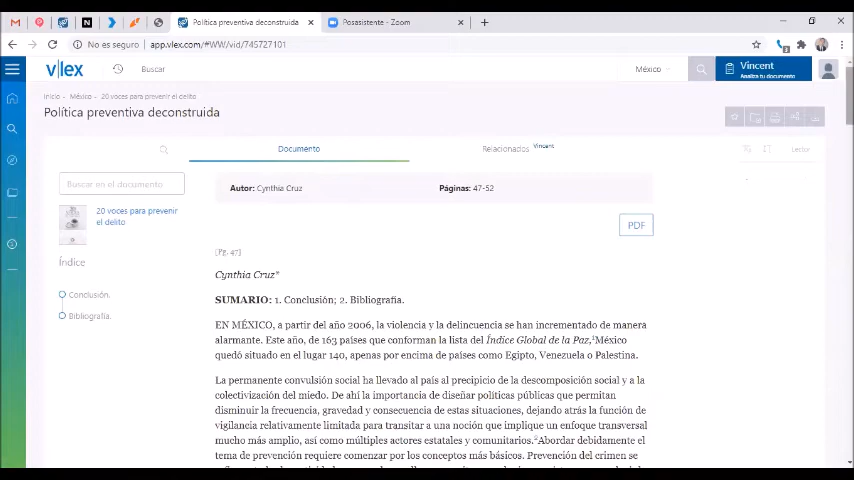 Política preventiva deconstruida
Posasistente - Zoom
No es seguro
app.vlex.com/#WW/vid/745727101
3
vlex
Buscar
México
Vincent
Analiza tu documento
Inicio
México
20 voces para prevenir el delito
Política preventiva deconstruida
Documento
Relacionados Vincent
Lector
Buscar en el documento
Autor: Cynthia Cruz
Páginas: 47-52
20 voces para prevenir
el delito
PDF
Índice
Conclusión.
Bibliografía.
[Pg. 47]
Cynthia Cruz*
SUMARIO: 1. Conclusión; 2. Bibliografía.
EN MÉXICO, a partir del año 2006, la violencia y la delincuencia se han incrementado de manera
alarmante. Este año, de 163 países que conforman la lista del Índice Global de la Paz,¹México
quedó situado en el lugar 140, apenas por encima de países como Egipto, Venezuela o Palestina.
La permanente convulsión social ha llevado al país al precipicio de la descomposición social y a la
colectivización del miedo. De ahí la importancia de diseñar políticas públicas que permitan
disminuir la frecuencia, gravedad y consecuencia de estas situaciones, dejando atrás la función de
vigilancia relativamente limitada para transitar a una noción que implique un enfoque transversal
mucho más amplio, así como múltiples actores estatales y comunitarios.²Abordar debidamente el
tema de prevención requiere comenzar por los conceptos más básicos. Prevención del crimen se